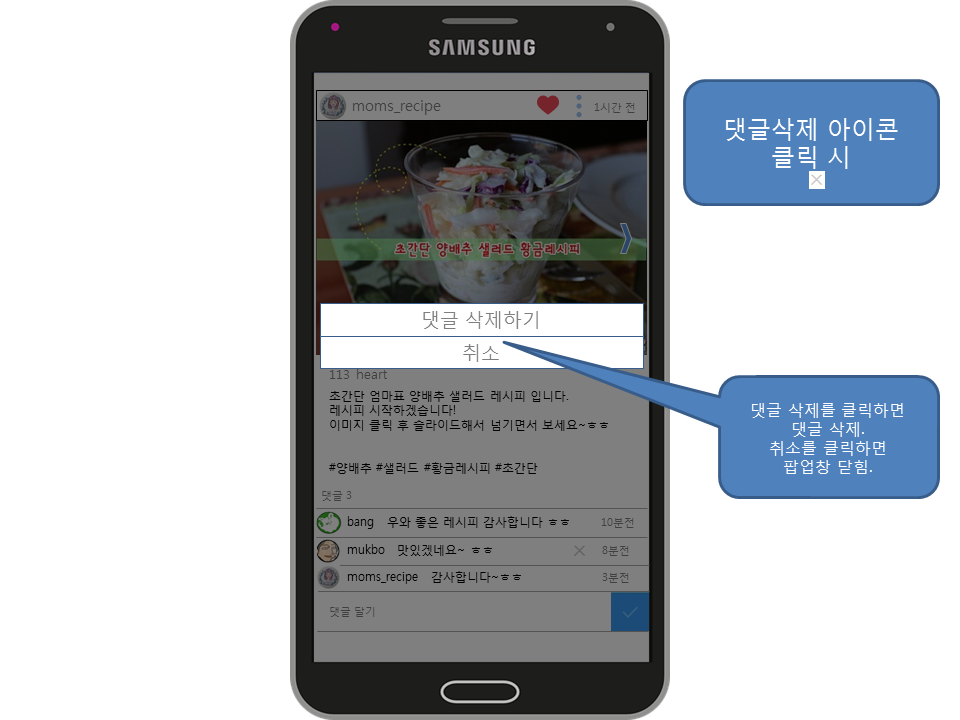 SAMSUNG
moms_recipe
1시간 전
초간단 양배추 샐러드 황금레시피
댓글 삭제하기
취소
113 heart
초간단 엄마표 양배추 샐러드 레시피 입니다.
레시피 시작하겠습니다!
이미지 클릭 후 슬라이드해서 넘기면서 보세요~ㅎㅎ
#양배추 #샐러드 #황금레시피 #초간단
댓글 3
bang 우와 좋은 레시피 감사합니다 ㅎㅎ 10분전
mukbo 맛있겠네요~ ㅎㅎ 8분전
moms_recipe 감사합니다~ㅎㅎ 3분전
댓글 달기
댓글삭제 아이콘
클릭 시
댓글 삭제를 클릭하면
댓글 삭제.
취소를 클릭하면
팝업창 닫힘.